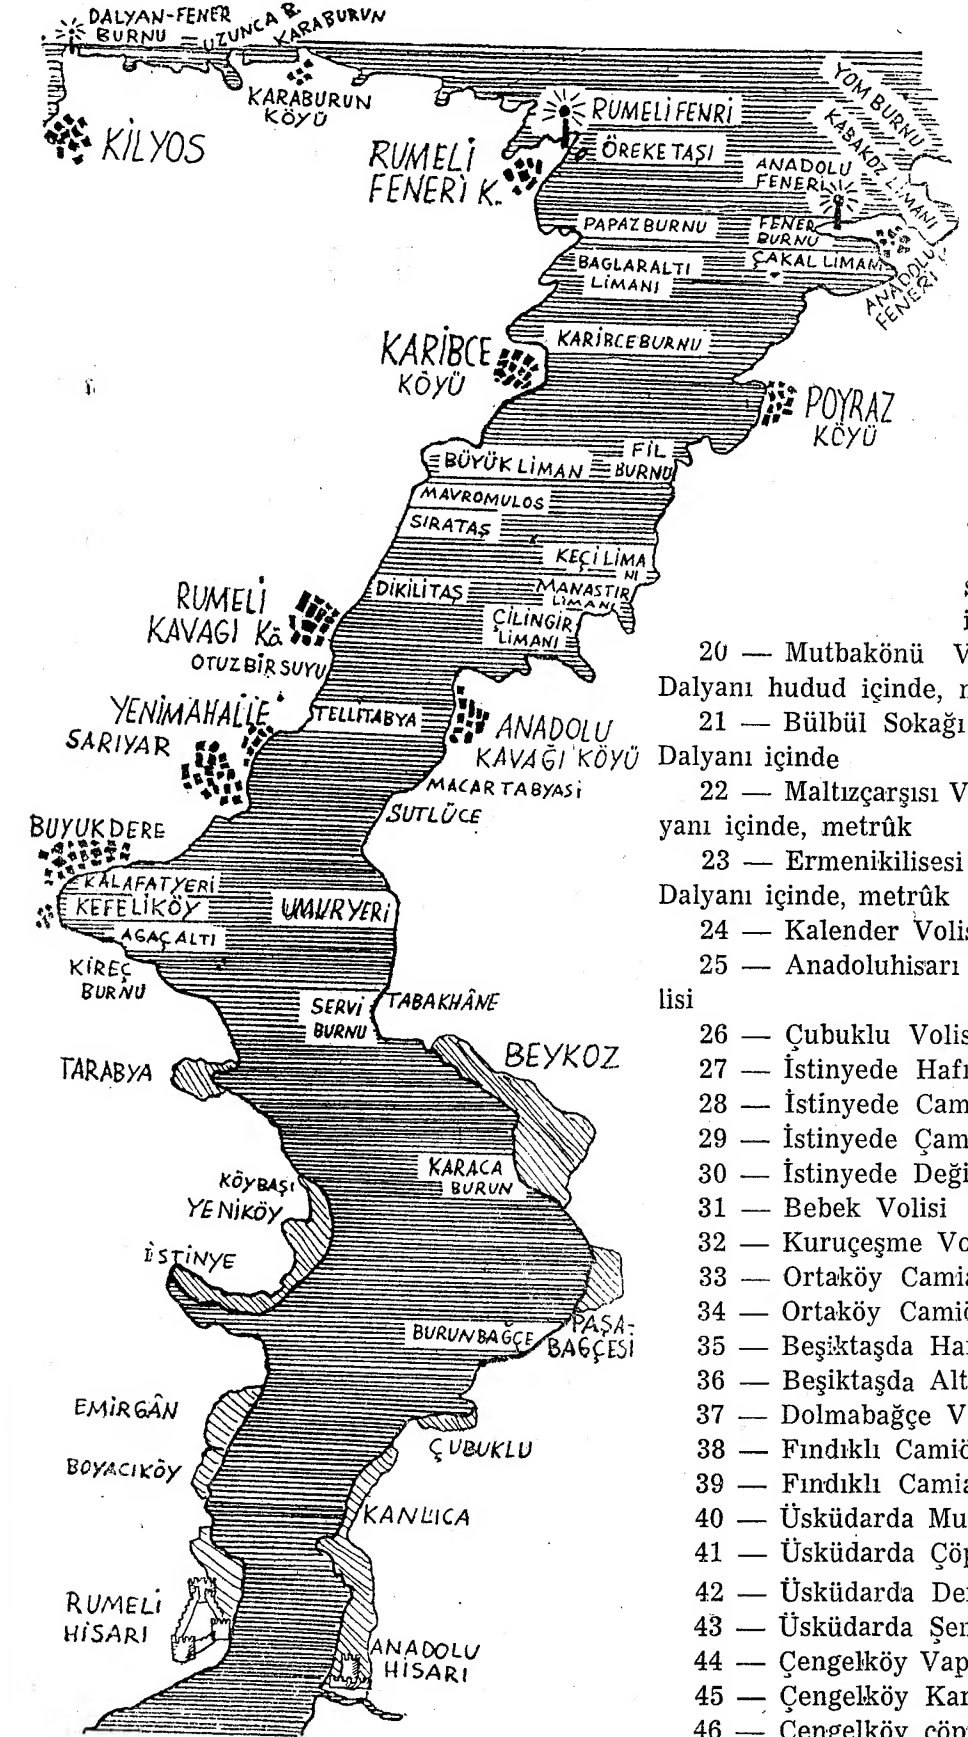 DALYAN-FENER
BURNU
UZUNCA B.
KARABURUN
KARABURUN
KÖYÜ
KİLYOS
RUMELİ
FENERİ K.
RUMELİ FENRİ
ÖREKE TAŞI
YOM BURNU
KABAKOZ LİMANI
ANADOLU
FENERİ
PAPAZ BURNU
FENER
BURNU
ÇAKAL LİMANI
ANADOLU
FENERİ
BAGLARALTI
LİMANI
KARİBCE
KÖYÜ
KARİBCE BURNU
POYRAZ
KÖYÜ
BÜYÜK LİMAN
FİL
BURNU
MAVROMULOS
SIRATAŞ
KEÇİ LİMA
NI
DİKİLİTAŞ
MANASTIR
LİMANI
ÇİLİNGİR
LİMANI
RUMELİ
KAVAGI Kö
OTUZBİR SUYU
YENİMAHALLE
SARIYAR
TELLİTABYA
ANADOLU
KAVAĞI KÖYÜ
MACAR TABYASI
SUTLÜCE
BUYUKDERE
KALAFATYERİ
KEFELİKÖY
AGAÇALTI
UMURYERİ
KİREÇ
BURNU
SERVİ
BURNU
TABAKHÂNE
BEYKOZ
TARABYA
KARACA
BURUN
KÖYBAŞI
YENİKÖY
İSTİNYE
BURUNBAĞÇE
PAŞA-
BAGÇESİ
EMİRGÂN
BOYACIKÖY
ÇUBUKLU
KANLICA
RUMELİ
HİSARI
ANADOLU
HİSARI
20 — Mutbakönü V
Dalyanı hudud içinde, m
21 — Bülbül Sokağı
Dalyanı içinde
22 — Maltızçarşısı V
yanı içinde, metrûk
23 — Ermenikilisesi
Dalyanı içinde, metrûk
24 — Kalender Volis
25 — Anadoluhisarı
lisi
26 — Çubuklu Volis
27 — İstinyede Hafı
28 — İstinyede Cam
29 — İstinyede Çam
30 — İstinyede Deği
31 — Bebek Volisi
32 — Kuruçeşme Vo
33 — Ortaköy Camia
34 — Ortaköy Camiö
35 — Beşiktaşda Ha
36 — Beşiktaşda Alt
37 — Dolmabağçe V
38 — Fındıklı Camiö
39 — Fındıklı Camia
40 — Üsküdarda Mu
41 — Üsküdarda Çöp
42 — Üsküdarda De
43 — Üsküdarda Şe
44 — Çengelköy Vap
45 — Çengelköy Kar
46 — Çengelköy çöp